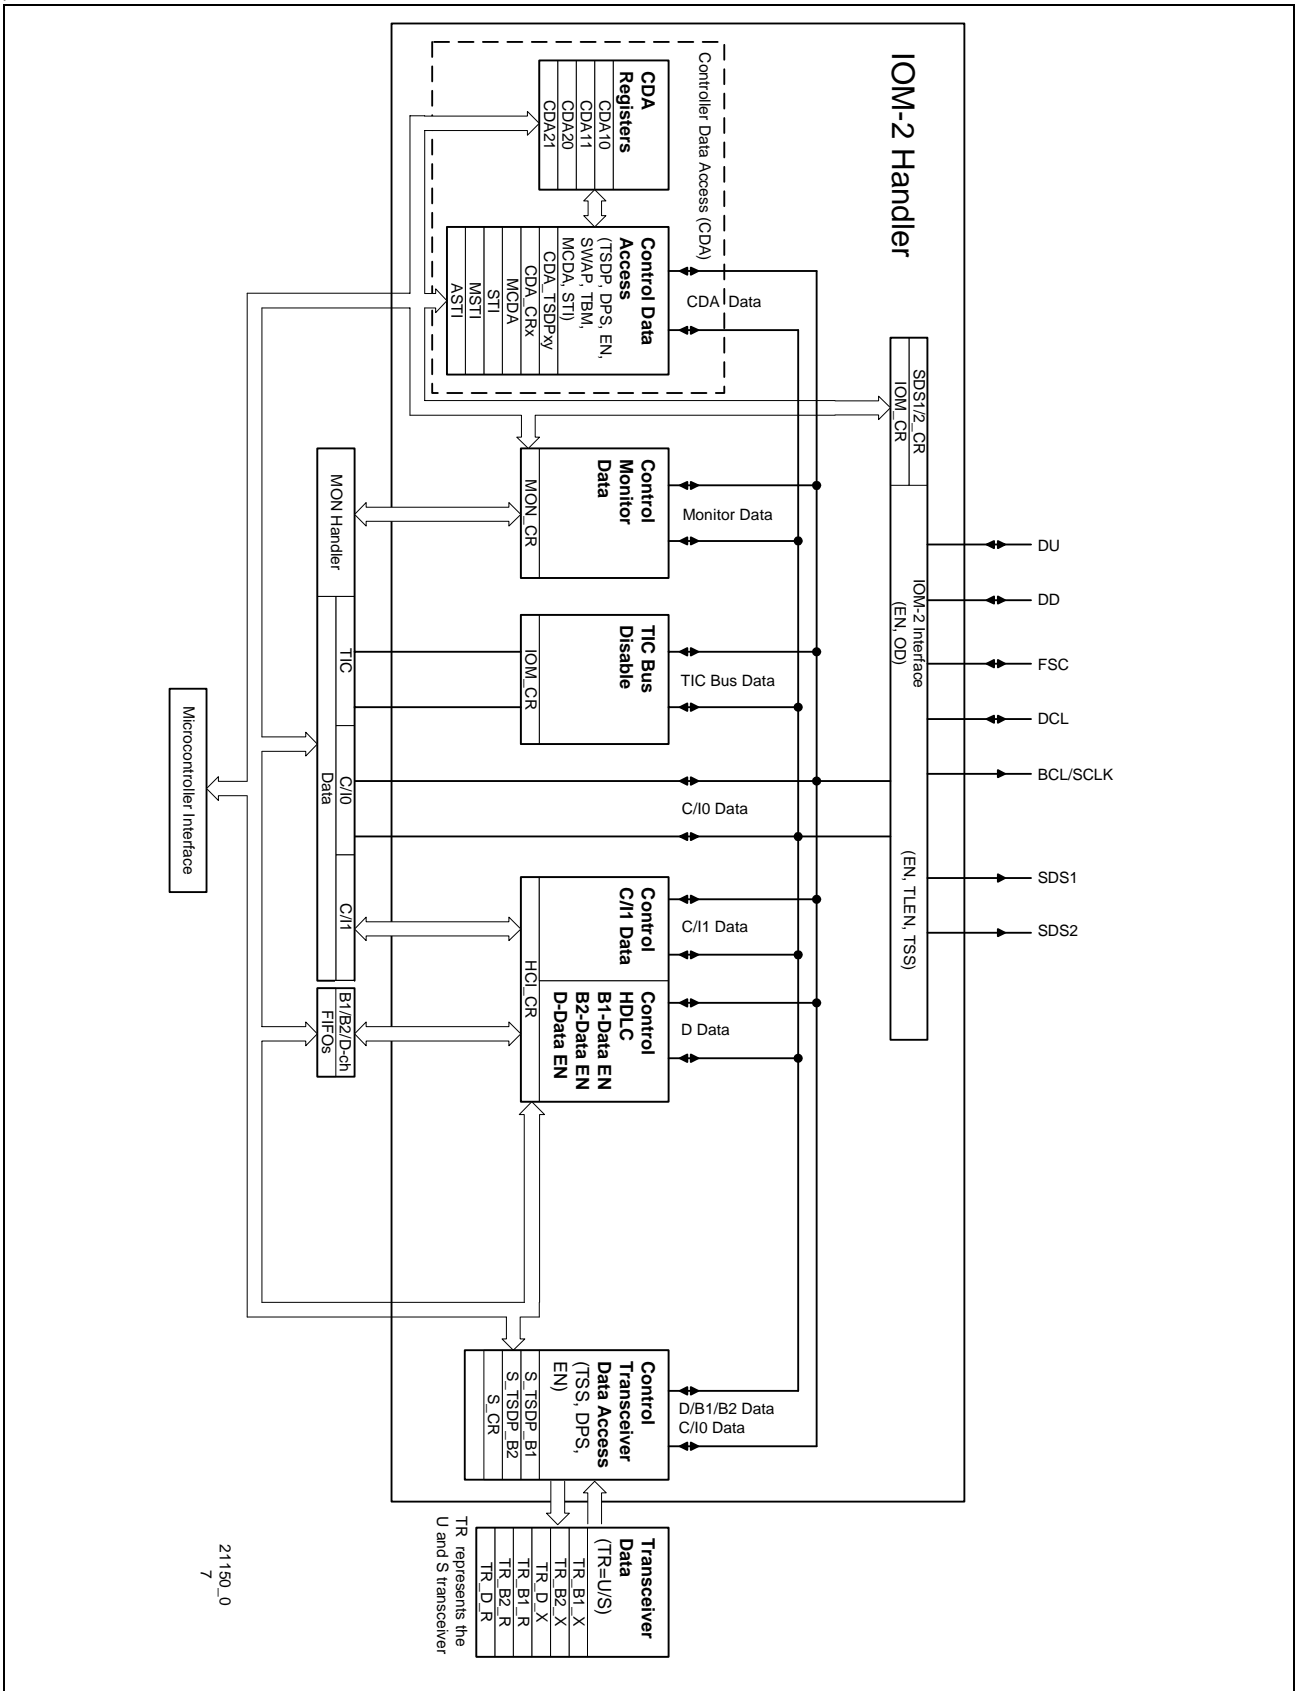 IOM-2 Handler
Controller Data Access (CDA)
CDA
Registers
CDA10
CDA11
CDA20
CDA21
Control Data
Access
(TSDP, DPS, EN,
SWAP, TBM,
MCDA, STI)
CDA_TSDPxy
CDA_CRx
MCDA
STI
MSTI
ASTI
CDA Data
SDS1/2_CR
IOM_CR
IOM-2 Interface
(EN, OD)
(EN, TLEN, TSS)
DU
DD
FSC
DCL
BCL/SCLK
SDS1
SDS2
Control
Monitor
Data
MON_CR
Monitor Data
TIC Bus
Disable
IOM_CR
TIC Bus Data
C/I0 Data
Control
C/I1 Data
C/I1 Data
Control
HDLC
B1-Data EN
B2-Data EN
D-Data EN
HCI_CR
D Data
MON Handler
TIC
C/I0
C/I1
Data
B1/B2/D-ch
FIFOs
Microcontroller Interface
Control
Transceiver
Data Access
(TSS, DPS,
EN)
S_TSDP_B1
S_TSDP_B2
S_CR
D/B1/B2 Data
C/I0 Data
Transceiver
Data
(TR=U/S)
TR_B1_X
TR_B2_X
TR_D_X
TR_B1_R
TR_B2_R
TR_D_R
TR represents the
U and S transceiver
21150_0
7